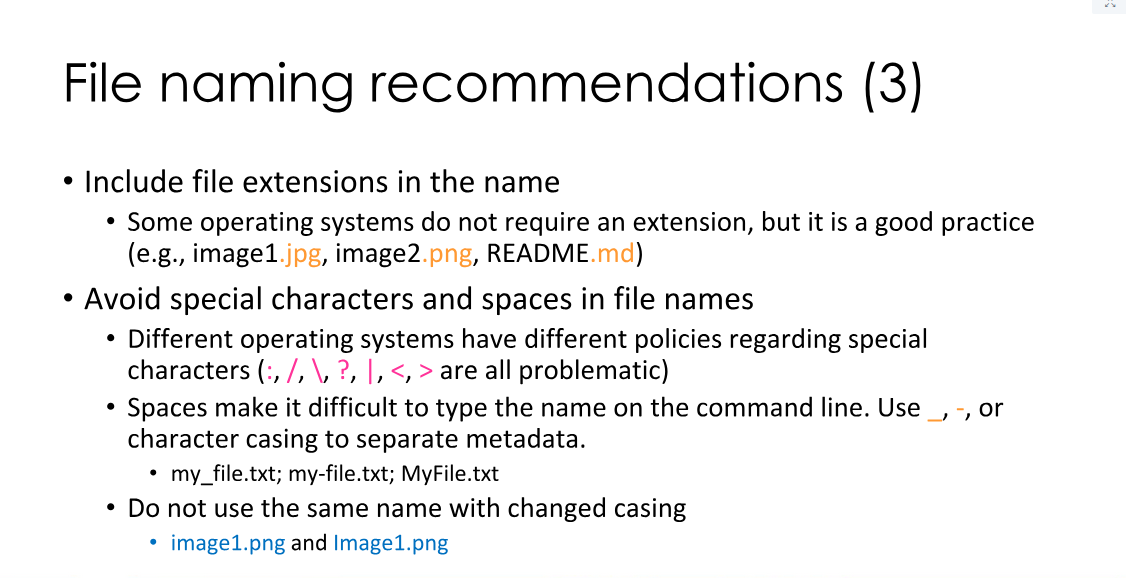 File naming recommendations (3)
• Include file extensions in the name
• Some operating systems do not require an extension, but it is a good practice
(e.g., image1.jpg, image2.png, README.md)
• Avoid special characters and spaces in file names
• Different operating systems have different policies regarding special
characters (:, /, \, ?, |, <, > are all problematic)
• Spaces make it difficult to type the name on the command line. Use _, -, or
character casing to separate metadata.
• my_file.txt; my-file.txt; MyFile.txt
• Do not use the same name with changed casing
• image1.png and Image1.png